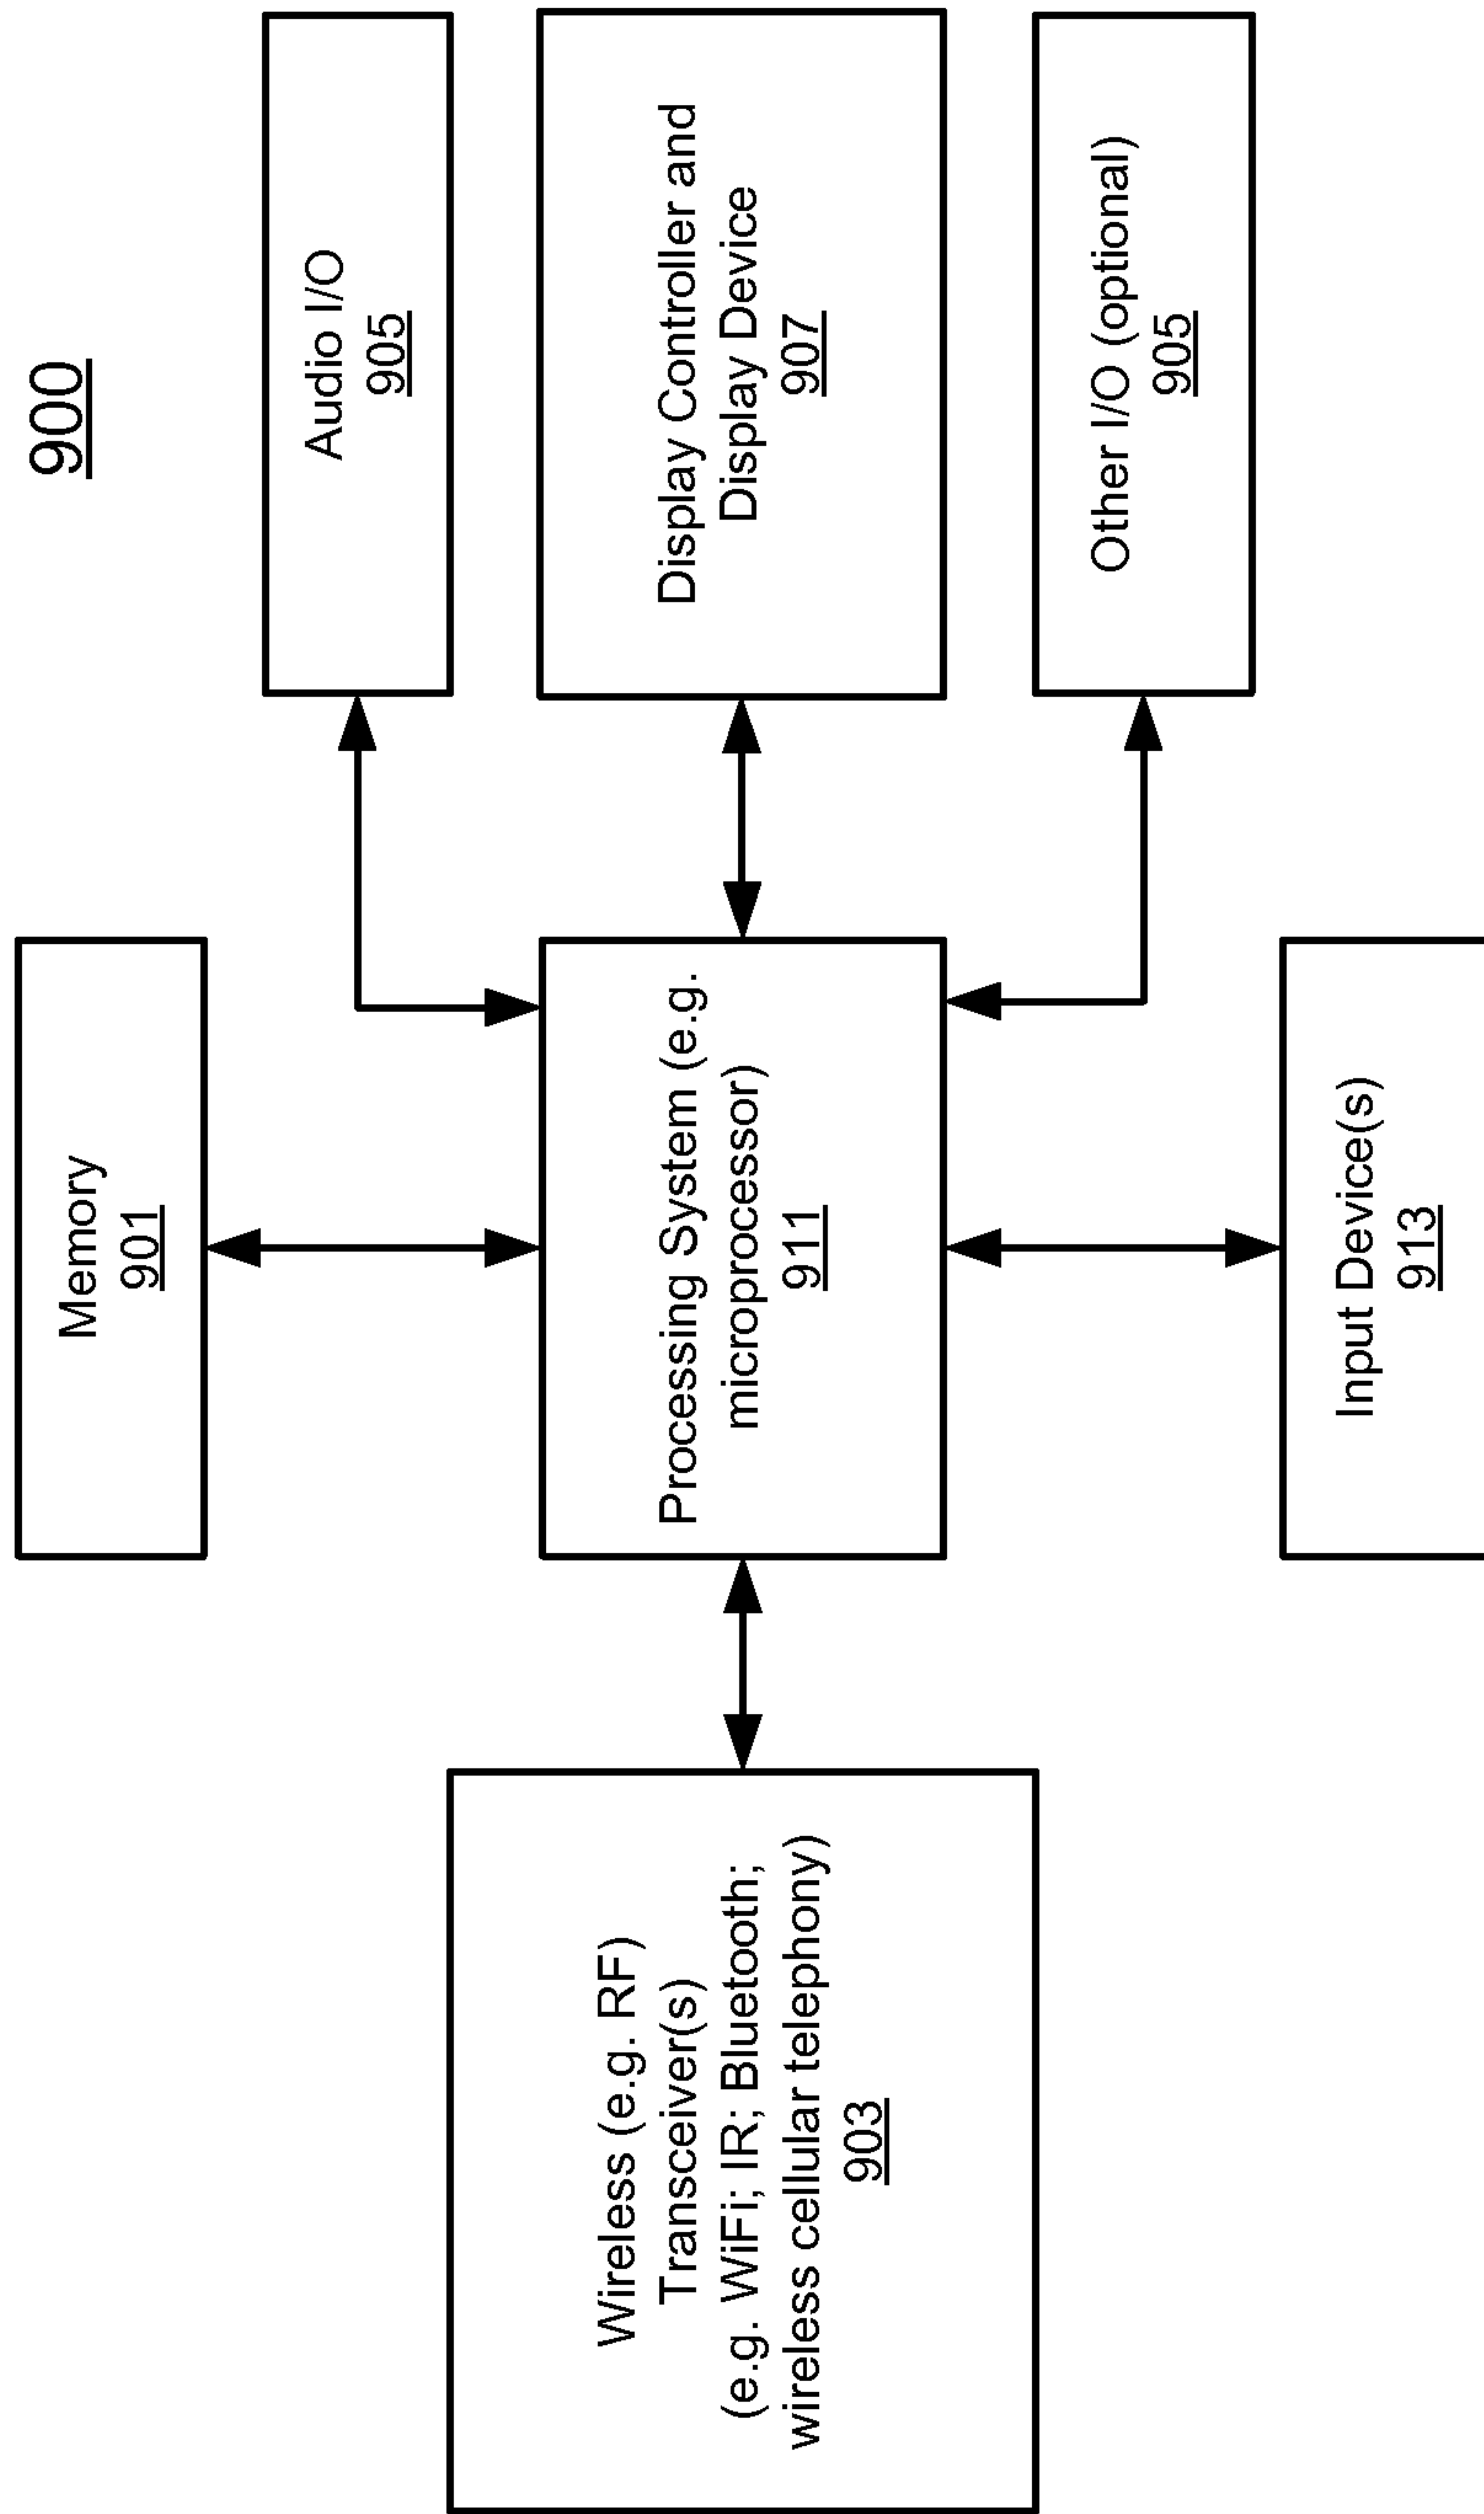 900
Memory
901
Audio I/O
905
Wireless (e.g. RF)
Transceiver(s)
(e.g. WiFi; IR; Bluetooth;
wireless cellular telephony)
903
Processing System (e.g.
microprocessor)
911
Display Controller and
Display Device
907
Other I/O (optional)
905
Input Device(s)
913